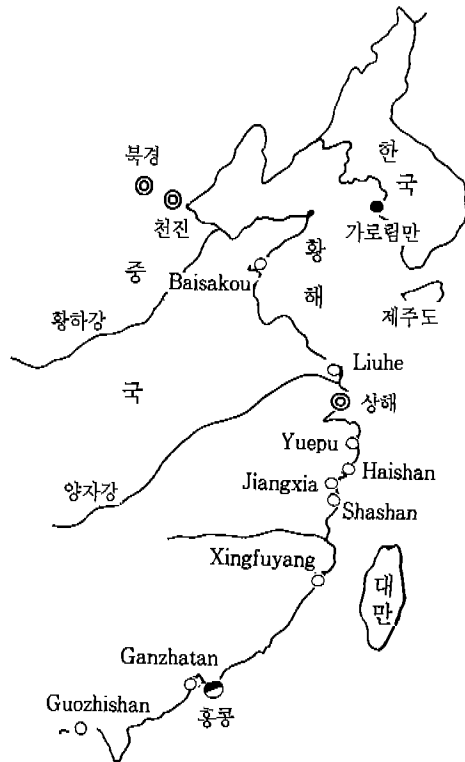 북경
천진
한
국
가로림만
황
해
중
국
Baisakou
황하강
제주도
Liuhe
상해
양자강
Yuepu
Haishan
Jiangxia
Shashan
Xingfuyang
대
만
Ganzhatan
홍콩
Guozhishan